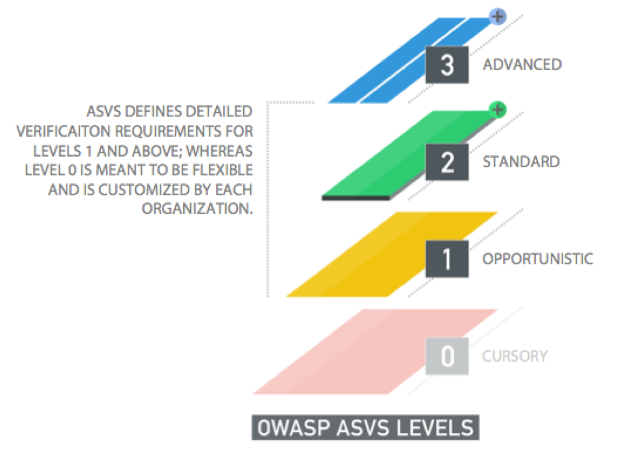 3 ADVANCED
ASVS DEFINES DETAILED
VERIFICAITON REQUIREMENTS FOR
LEVELS 1 AND ABOVE; WHEREAS
LEVEL 0 IS MEANT TO BE FLEXIBLE
AND IS CUSTOMIZED BY EACH
ORGANIZATION.
2 STANDARD
1 OPPORTUNISTIC
0 CURSORY
OWASP ASVS LEVELS